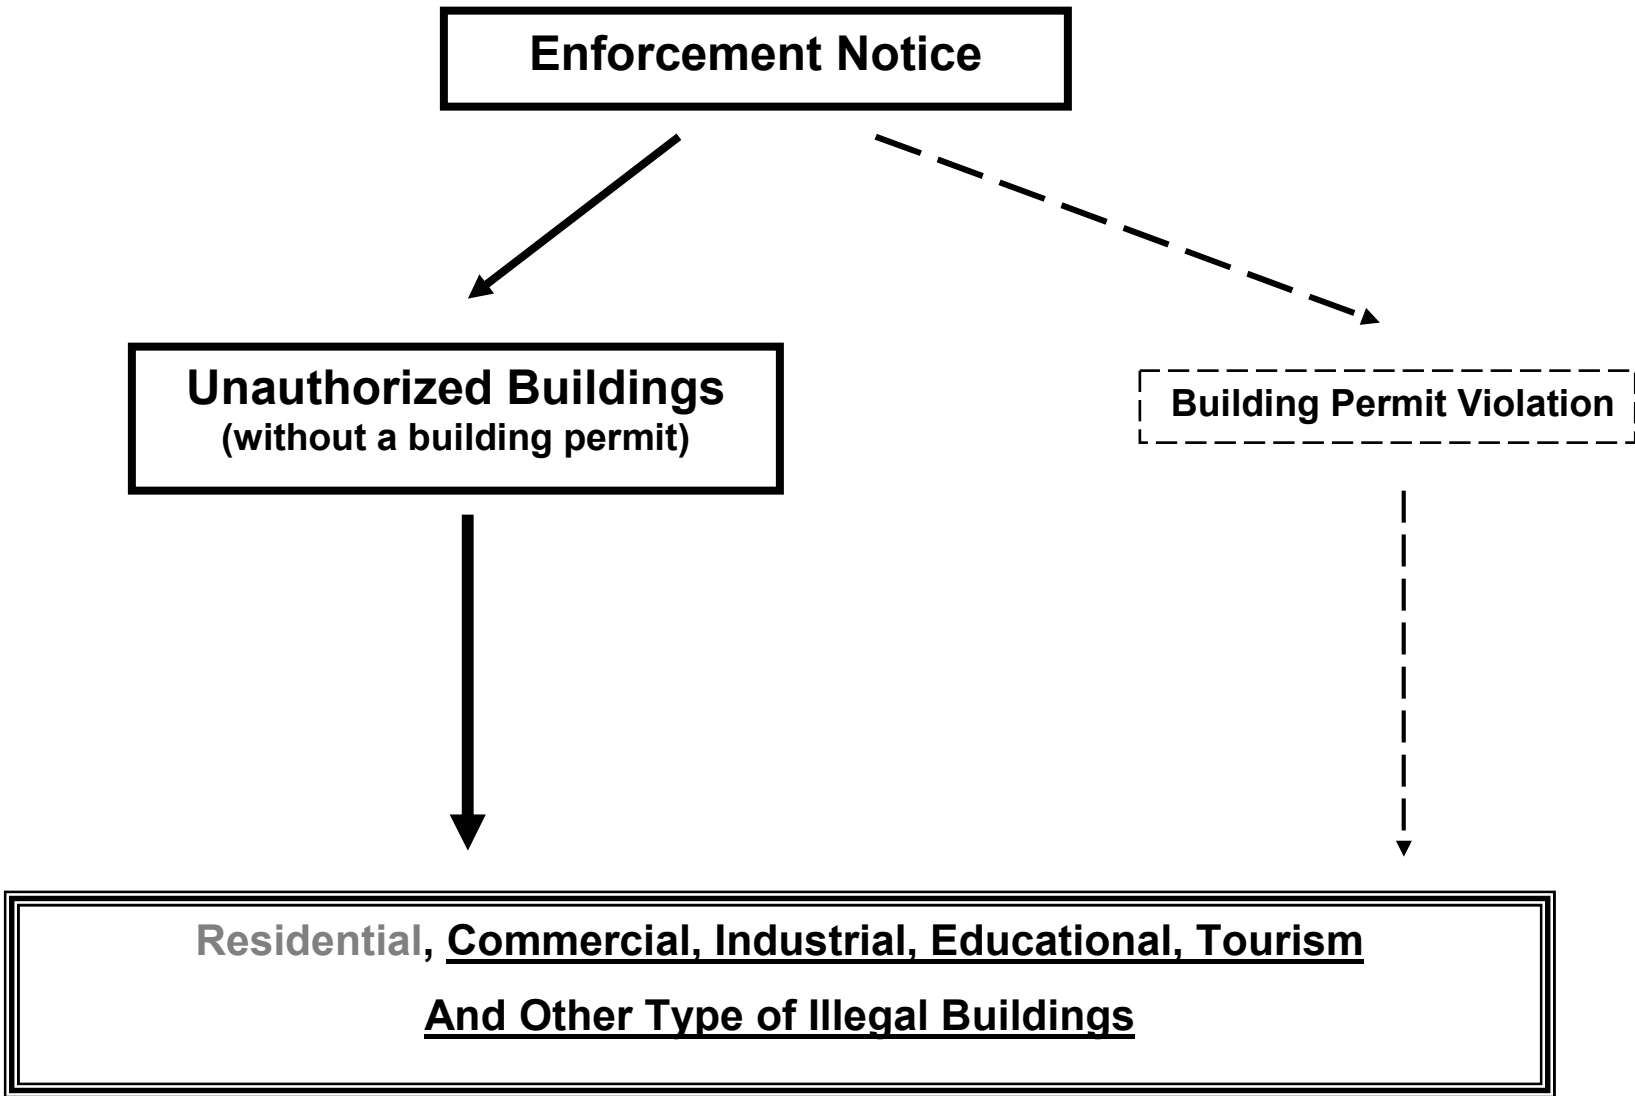 Enforcement Notice
Unauthorized Buildings
(without a building permit)
Building Permit Violation
Residential, Commercial, Industrial, Educational, Tourism
And Other Type of Illegal Buildings